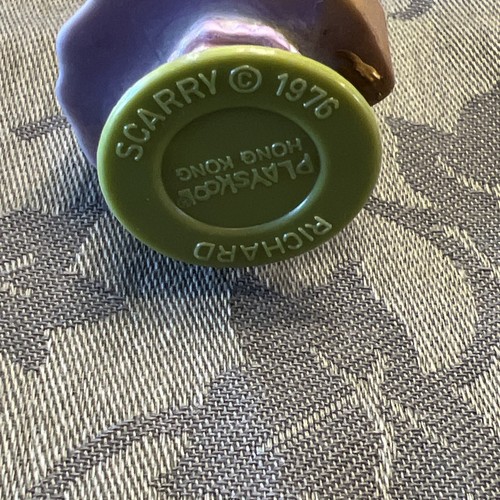 RICHARD SCARRY © 1976
PLAYSKOOL®
HONG KONG